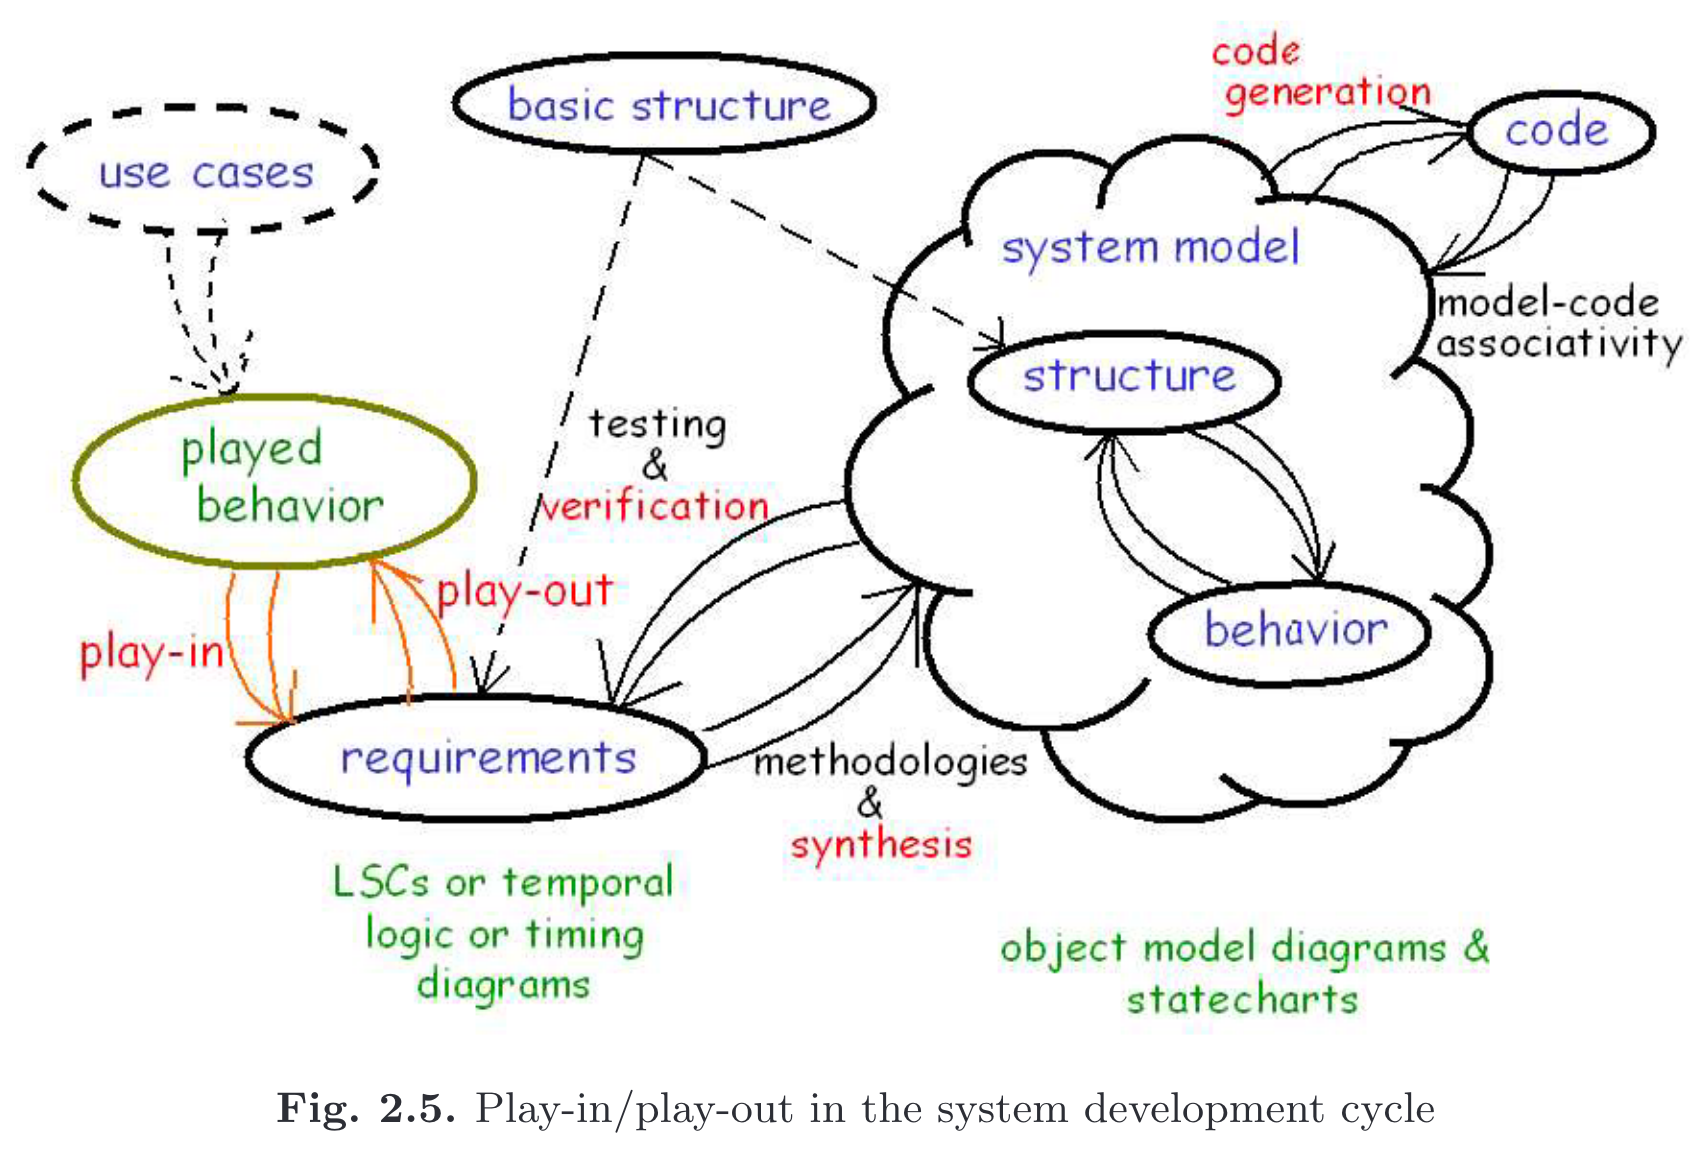 code
generation
basic structure
code
use cases
system model
model-code
associativity
structure
testing
&
verification
played
behavior
play-out
play-in
behavior
requirements
methodologies
&
synthesis
LSCs or temporal
logic or timing
diagrams
object model diagrams &
statecharts
Fig. 2.5. Play-in/play-out in the system development cycle